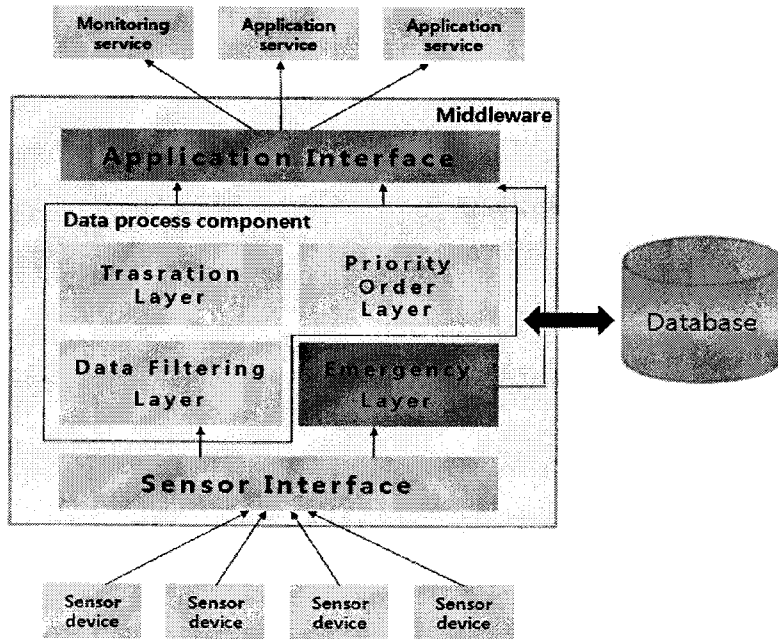 Monitoring
service
Application
service
Application
service
Middleware
Application Interface
Data process component
Trasration
Layer
Priority
Order
Layer
Database
Data Filtering
Layer
Emergency
Layer
Sensor Interface
Sensor
device
Sensor
device
Sensor
device
Sensor
device